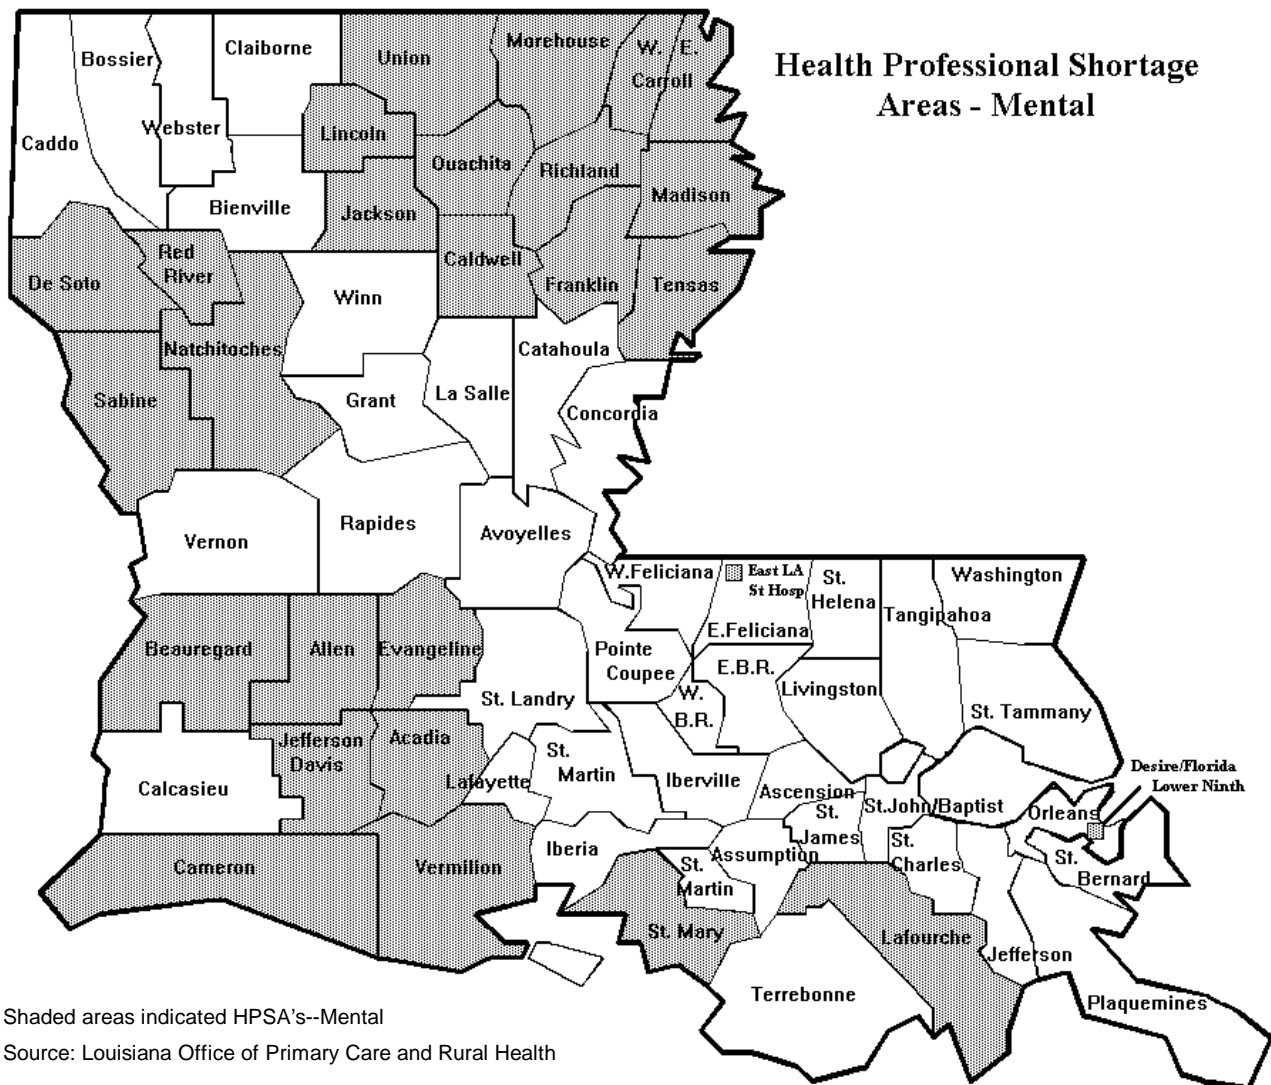 Health Professional Shortage
Areas - Mental
Bossier
Claiborne
Union
Morehouse
W. E.
Carroll
Caddo
Webster
Lincoln
Ouachita
Richland
Madison
Bienville
Jackson
De Soto
Red
River
Caldwell
Franklin
Tensas
Winn
Natchitoches
Catahoula
Sabine
Grant
La Salle
Concordia
Vernon
Rapides
Avoyelles
W.Feliciana
East LA
St Hosp
St.
Helena
Washington
Tangipahoa
E.Feliciana
Beauregard
Allen
Evangeline
Pointe
Coupee
E.B.R.
W.
B.R.
Livingston
St. Landry
St. Tammany
Jefferson
Davis
Acadia
Lafayette
St.
Martin
Iberville
Ascension
Desire/Florida
Lower Ninth
Calcasieu
St.John/Baptist
Orleans
St.
James
Cameron
Vermilion
Iberia
St.
Martin
Assumption
St.
Charles
St.
Bernard
St. Mary
Lafourche
Jefferson
Terrebonne
Plaquemines
Shaded areas indicated HPSA's--Mental
Source: Louisiana Office of Primary Care and Rural Health